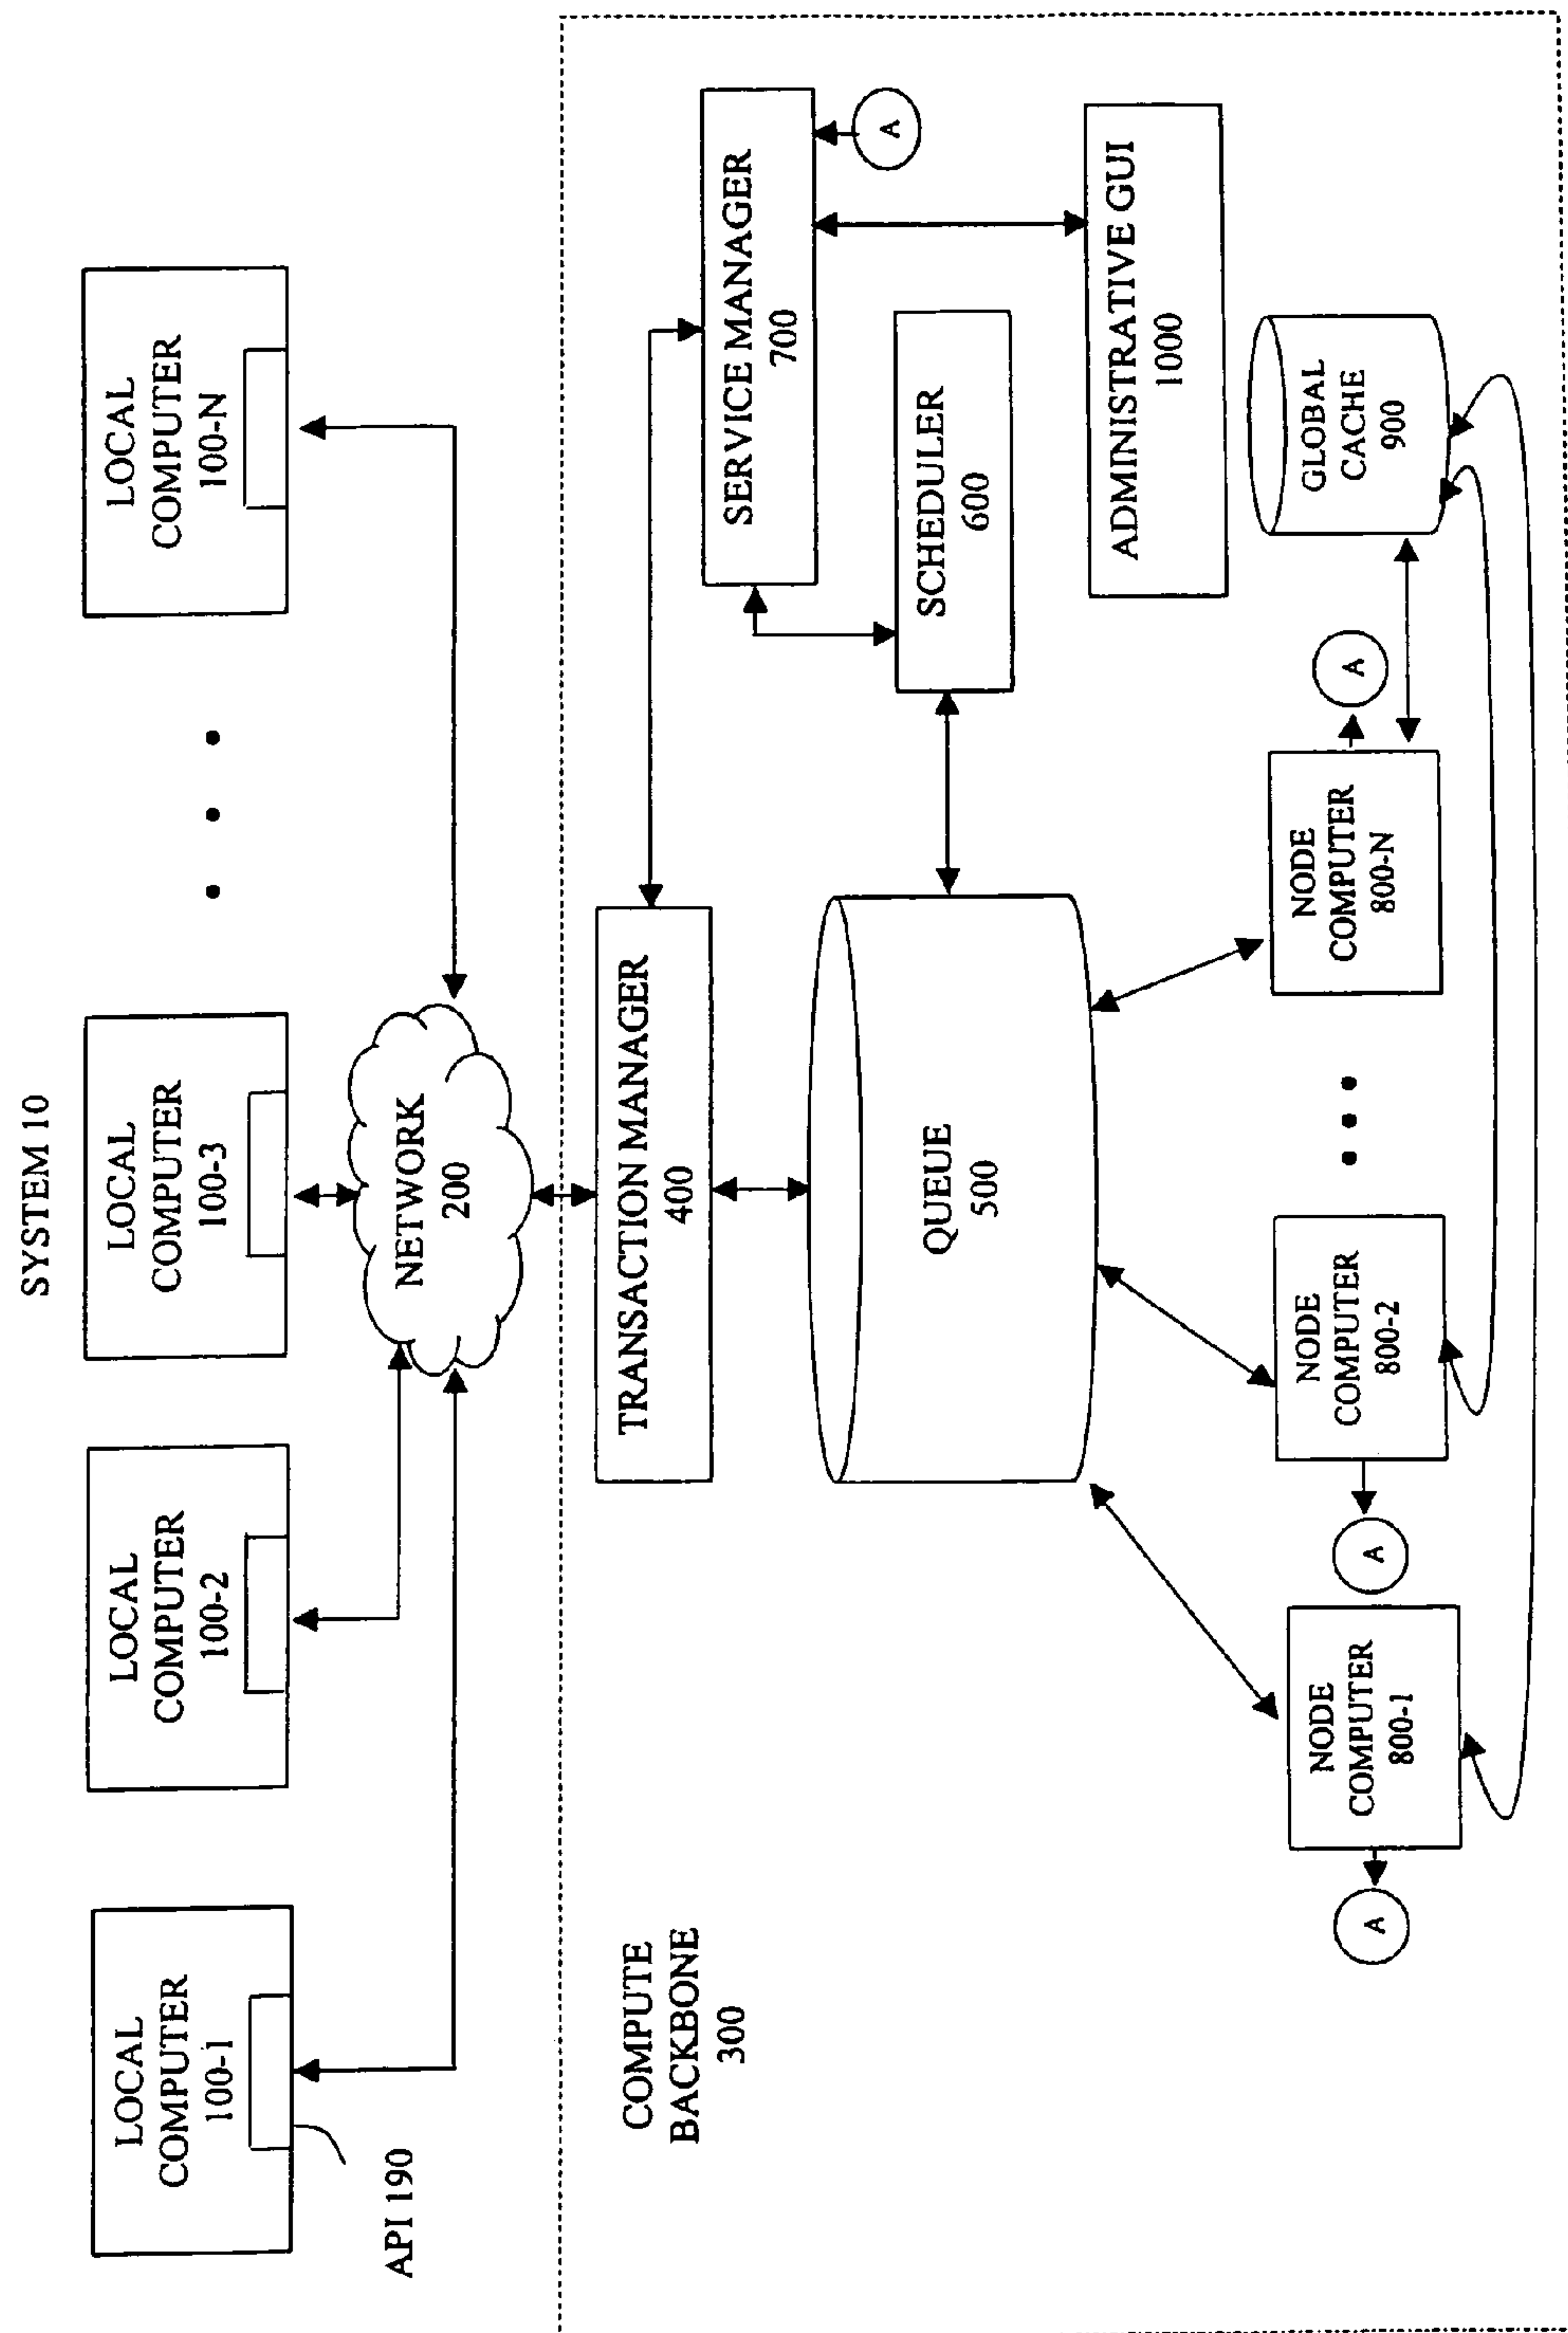 SYSTEM 10
LOCAL
COMPUTER
100-1
LOCAL
COMPUTER
100-2
LOCAL
COMPUTER
100-3
LOCAL
COMPUTER
100-N
API 190
NETWORK
200
COMPUTE
BACKBONE
300
TRANSACTION MANAGER
400
SERVICE MANAGER
700
A
QUEUE
500
SCHEDULER
600
ADMINISTRATIVE GUI
1000
A
NODE
COMPUTER
800-1
A
NODE
COMPUTER
800-2
NODE
COMPUTER
800-N
A
GLOBAL
CACHE
900